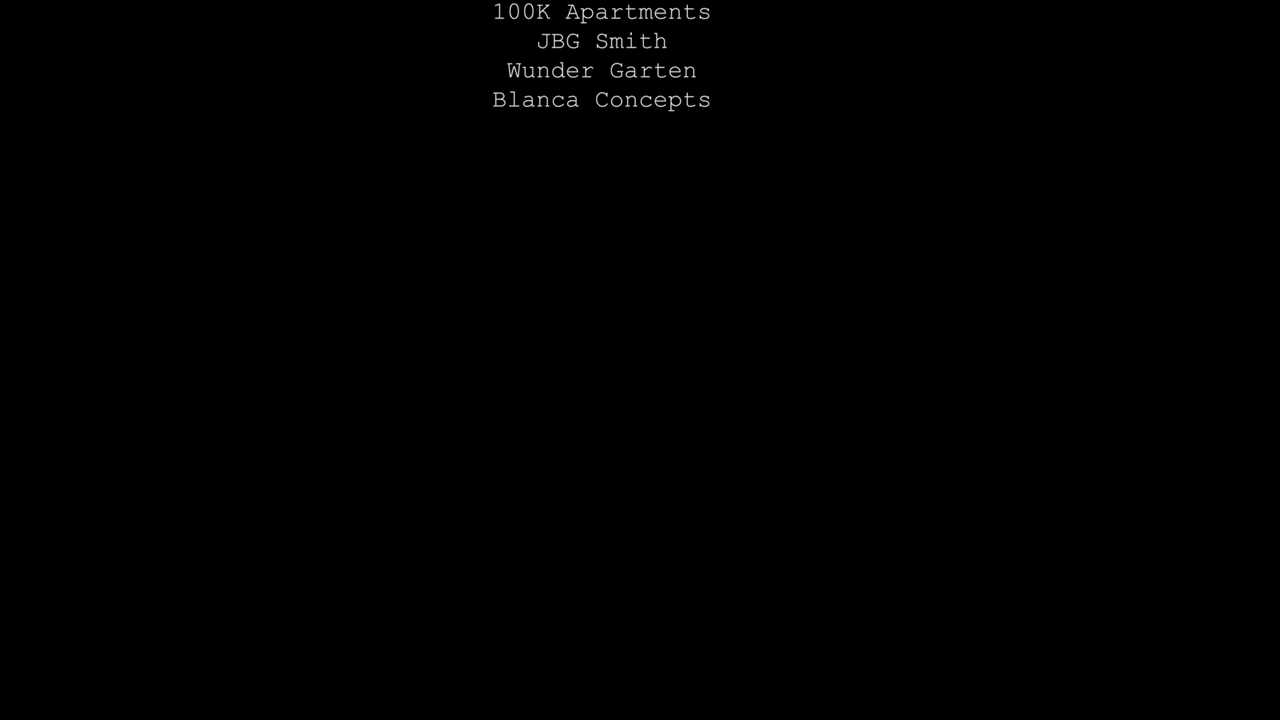 100K Apartments
JBG Smith
Wunder Garten
Blanca Concepts